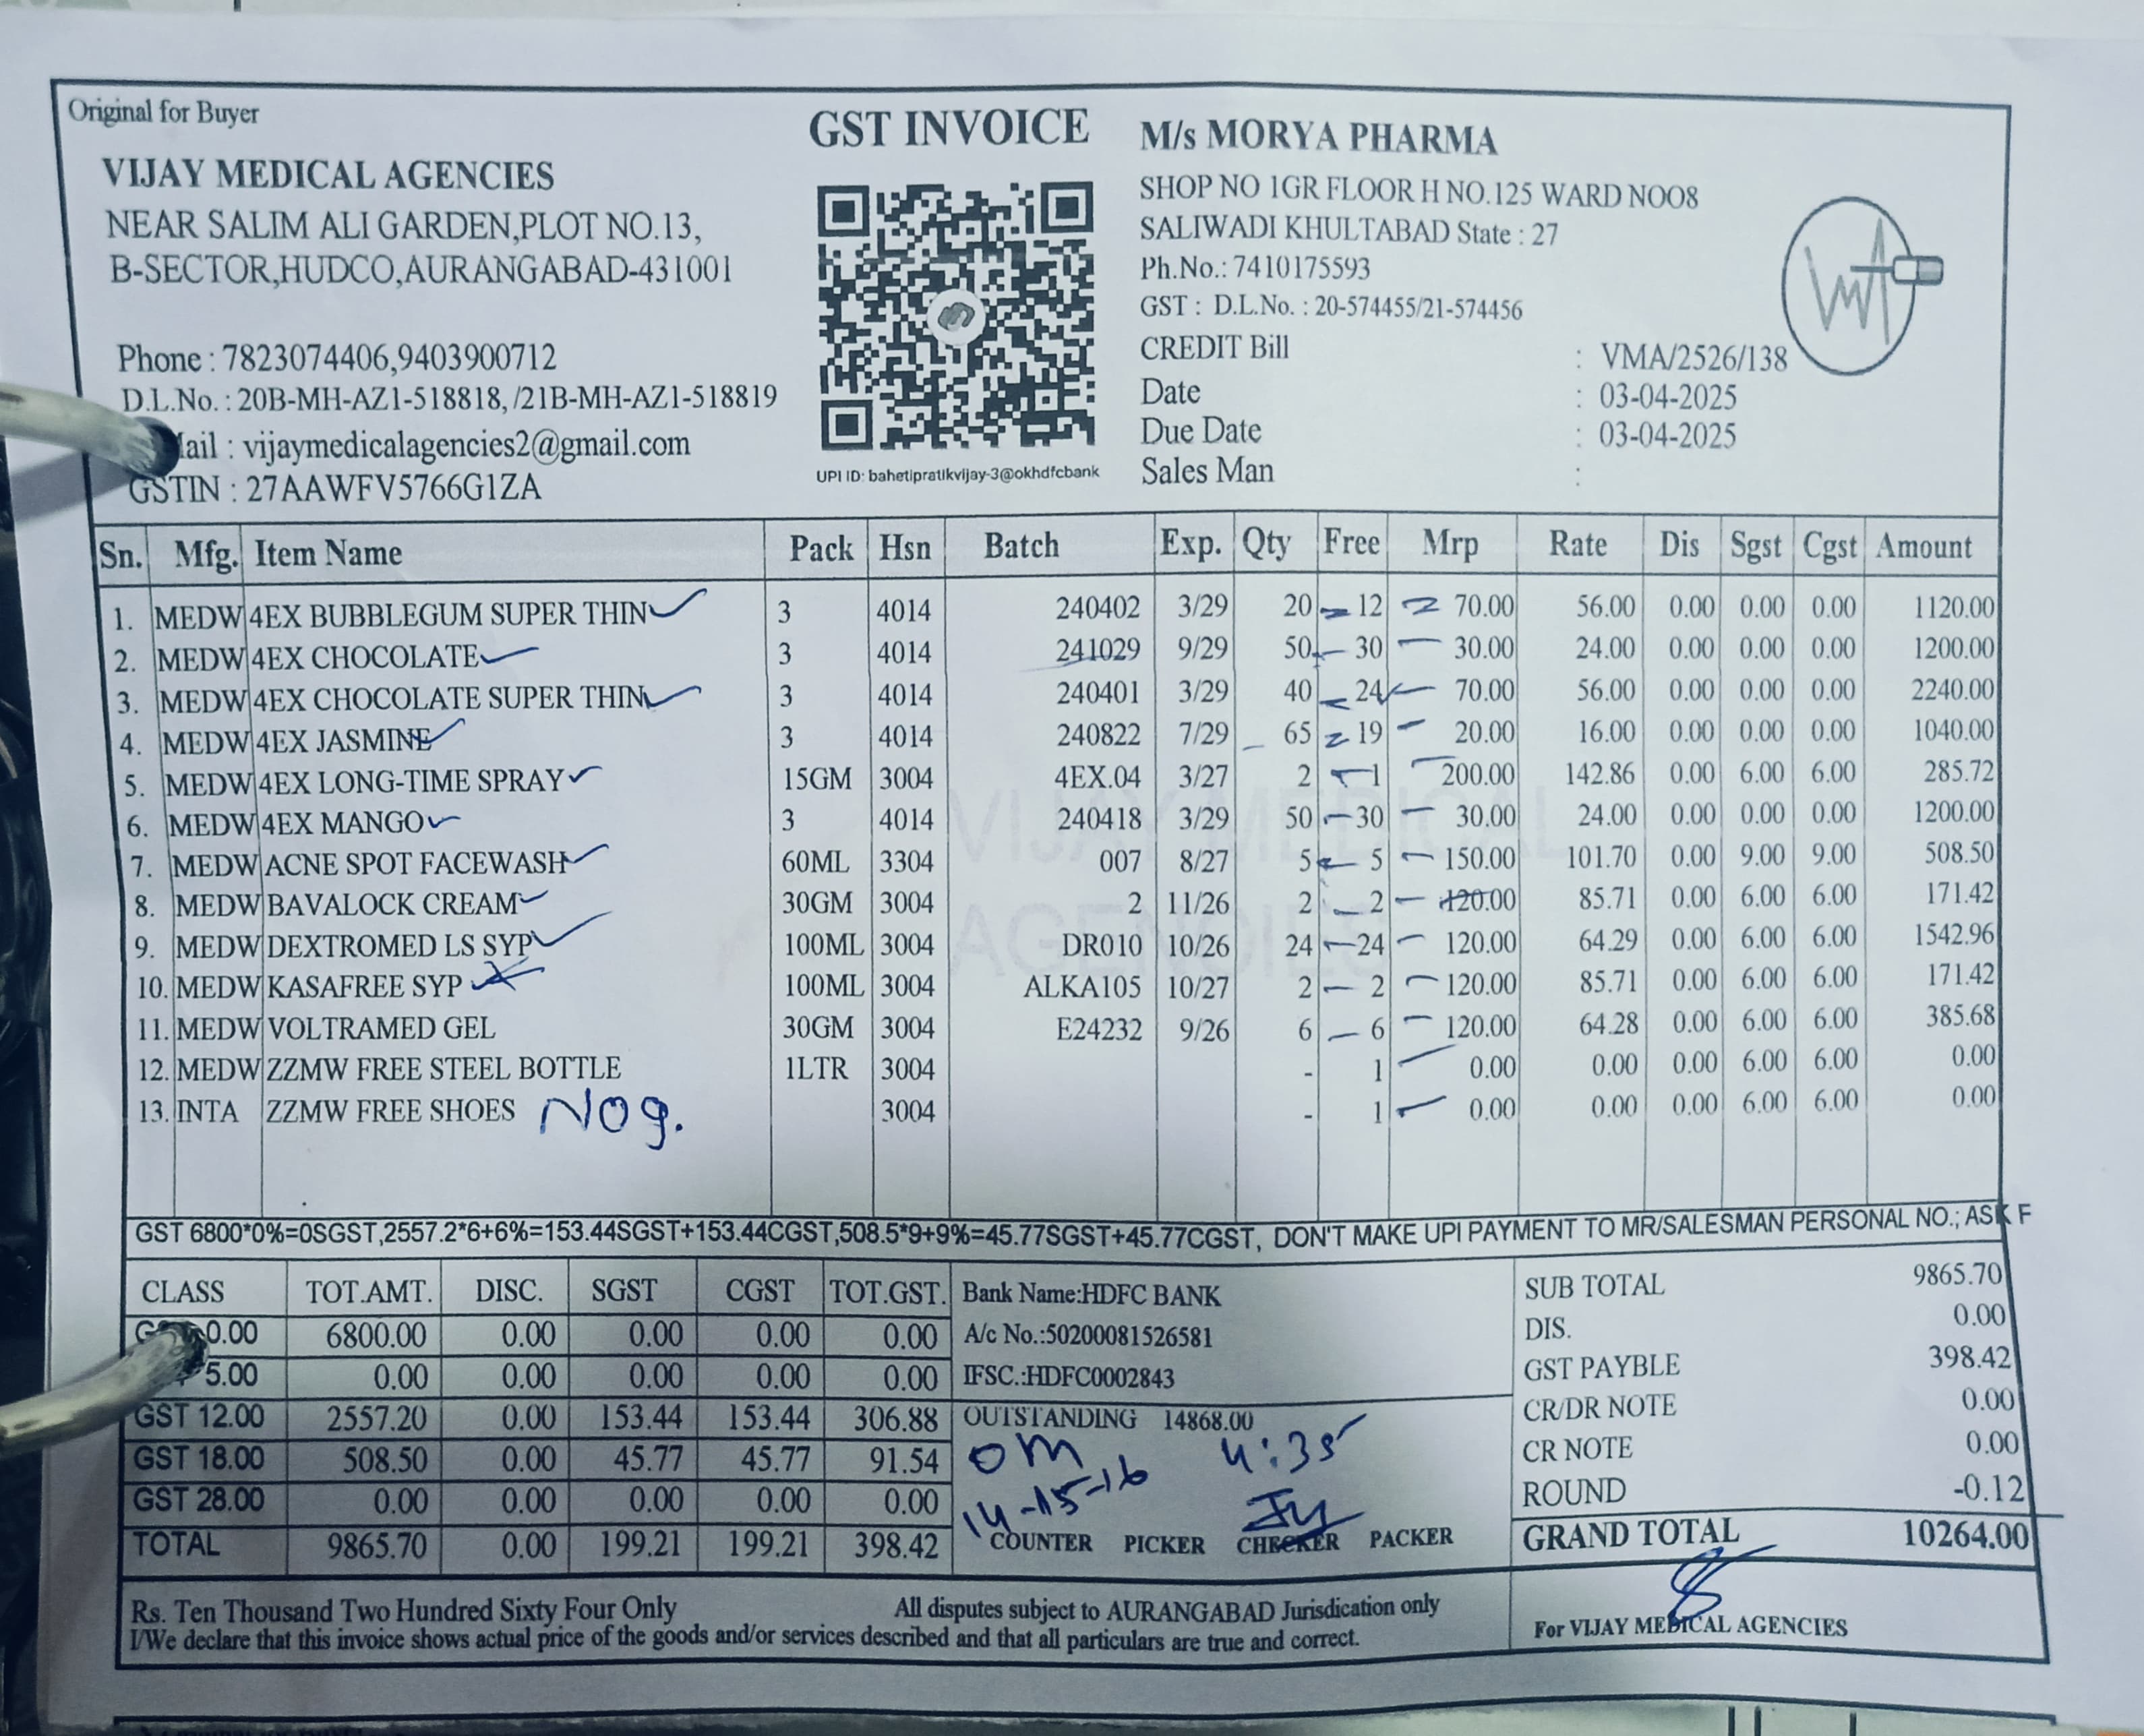 Original for Buyer
VIJAY MEDICAL AGENCIES
NEAR SALIM ALI GARDEN,PLOT NO.13,
B-SECTOR,HUDCO,AURANGABAD-431001
Phone : 7823074406,9403900712
D.L.No. : 20B-MH-AZ1-518818, /21B-MH-AZ1-518819
ail : vijaymedicalagencies2@gmail.com
GSTIN : 27AAWFV5766G1ZA
GST INVOICE
UPI ID: bahetipratikvijay-3@okhdfcbank
M/s MORYA PHARMA
SHOP NO 1GR FLOOR H NO.125 WARD NOO8
SALIWADI KHULTABAD State : 27
Ph.No.: 7410175593
GST : D.L.No. : 20-574455/21-574456
CREDIT Bill : VMA/2526/138
Date : 03-04-2025
Due Date : 03-04-2025
Sales Man :
Sn. Mfg. Item Name Pack Hsn Batch Exp. Qty Free Mrp Rate Dis Sgst Cgst Amount
1. MEDW 4EX BUBBLEGUM SUPER THIN 3 4014 240402 3/29 20 12 70.00 56.00 0.00 0.00 0.00 1120.00
2. MEDW 4EX CHOCOLATE 3 4014 241029 9/29 50 30 30.00 24.00 0.00 0.00 0.00 1200.00
3. MEDW 4EX CHOCOLATE SUPER THIN 3 4014 240401 3/29 40 24 70.00 56.00 0.00 0.00 0.00 2240.00
4. MEDW 4EX JASMINE 3 4014 240822 7/29 65 19 20.00 16.00 0.00 0.00 0.00 1040.00
5. MEDW 4EX LONG-TIME SPRAY 15GM 3004 4EX.04 3/27 2 1 200.00 142.86 0.00 6.00 6.00 285.72
6. MEDW 4EX MANGO 3 4014 240418 3/29 50 30 30.00 24.00 0.00 0.00 0.00 1200.00
7. MEDW ACNE SPOT FACEWASH 60ML 3304 007 8/27 5 5 150.00 101.70 0.00 9.00 9.00 508.50
8. MEDW BAVALOCK CREAM 30GM 3004 2 11/26 2 2 120.00 85.71 0.00 6.00 6.00 171.42
9. MEDW DEXTROMED LS SYP 100ML 3004 DR010 10/26 24 24 120.00 64.29 0.00 6.00 6.00 1542.96
10. MEDW KASAFREE SYP 100ML 3004 ALKA105 10/27 2 2 120.00 85.71 0.00 6.00 6.00 171.42
11. MEDW VOLTRAMED GEL 30GM 3004 E24232 9/26 6 6 120.00 64.28 0.00 6.00 6.00 385.68
12. MEDW ZZMW FREE STEEL BOTTLE 1LTR 3004 - 1 0.00 0.00 0.00 6.00 6.00 0.00
13. INTA ZZMW FREE SHOES 3004 - 1 0.00 0.00 0.00 6.00 6.00 0.00
VIJAY MEDICAL
AGENCIES
GST 6800*0%=0SGST,2557.2*6+6%=153.44SGST+153.44CGST,508.5*9+9%=45.77SGST+45.77CGST, DON'T MAKE UPI PAYMENT TO MR/SALESMAN PERSONAL NO.; ASK F
CLASS TOT.AMT. DISC. SGST CGST TOT.GST.
0.00 6800.00 0.00 0.00 0.00 0.00
5.00 0.00 0.00 0.00 0.00 0.00
GST 12.00 2557.20 0.00 153.44 153.44 306.88
GST 18.00 508.50 0.00 45.77 45.77 91.54
GST 28.00 0.00 0.00 0.00 0.00 0.00
TOTAL 9865.70 0.00 199.21 199.21 398.42
Bank Name:HDFC BANK
A/c No.:50200081526581
IFSC.:HDFC0002843
OUTSTANDING 14868.00
om 4:35
14-15-16
COUNTER PICKER CHECKER PACKER
SUB TOTAL 9865.70
DIS. 0.00
GST PAYBLE 398.42
CR/DR NOTE 0.00
CR NOTE 0.00
ROUND -0.12
GRAND TOTAL 10264.00
Rs. Ten Thousand Two Hundred Sixty Four Only
All disputes subject to AURANGABAD Jurisdication only
I/We declare that this invoice shows actual price of the goods and/or services described and that all particulars are true and correct.
For VIJAY MEDICAL AGENCIES